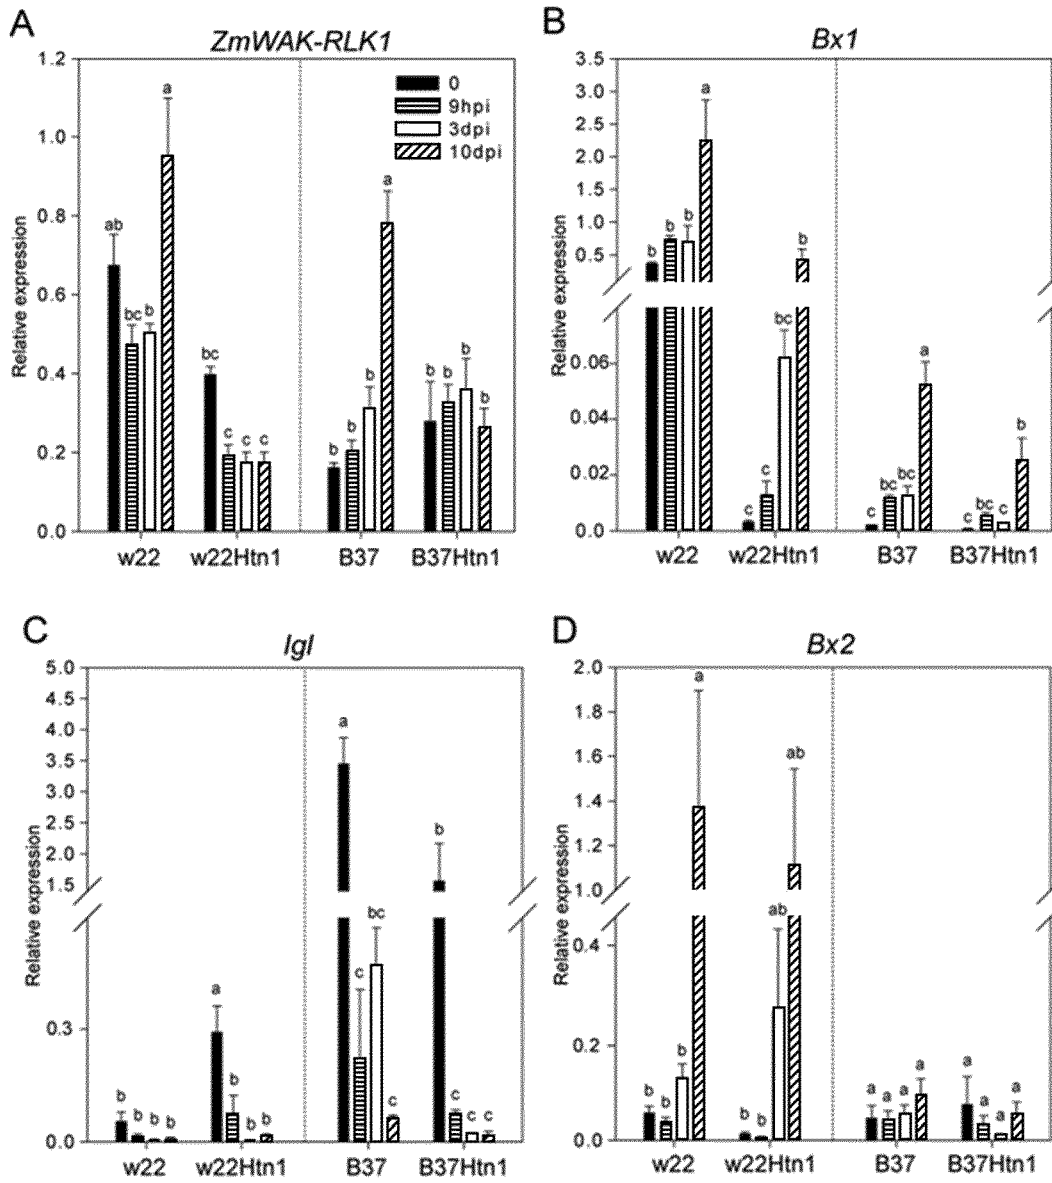 A
ZmWAK-RLK1
1.2
1.0
0.8
0.6
0.4
0.2
0.0
Relative expression
0
9hpi
3dpi
10dpi
ab
bc
b
a
bc
c
c
c
b
b
b
a
b
b
b
b
w22
w22Htn1
B37
B37Htn1
B
Bx1
3.5
3.0
2.5
2.0
1.5
1.0
0.5
0.06
0.04
0.02
0.0
Relative expression
b
b
b
a
c
c
bc
b
c
bc
bc
a
c
bc
c
b
w22
w22Htn1
B37
B37Htn1
C
Igl
5.0
4.5
4.0
3.5
3.0
2.5
2.0
1.5
0.3
0.0
Relative expression
b
b
b
b
a
b
b
b
a
c
bc
c
b
c
c
c
w22
w22Htn1
B37
B37Htn1
D
Bx2
2.0
1.8
1.6
1.4
1.2
1.0
0.4
0.2
0.0
Relative expression
b
b
b
a
b
b
ab
ab
a
a
a
a
a
a
a
a
w22
w22Htn1
B37
B37Htn1